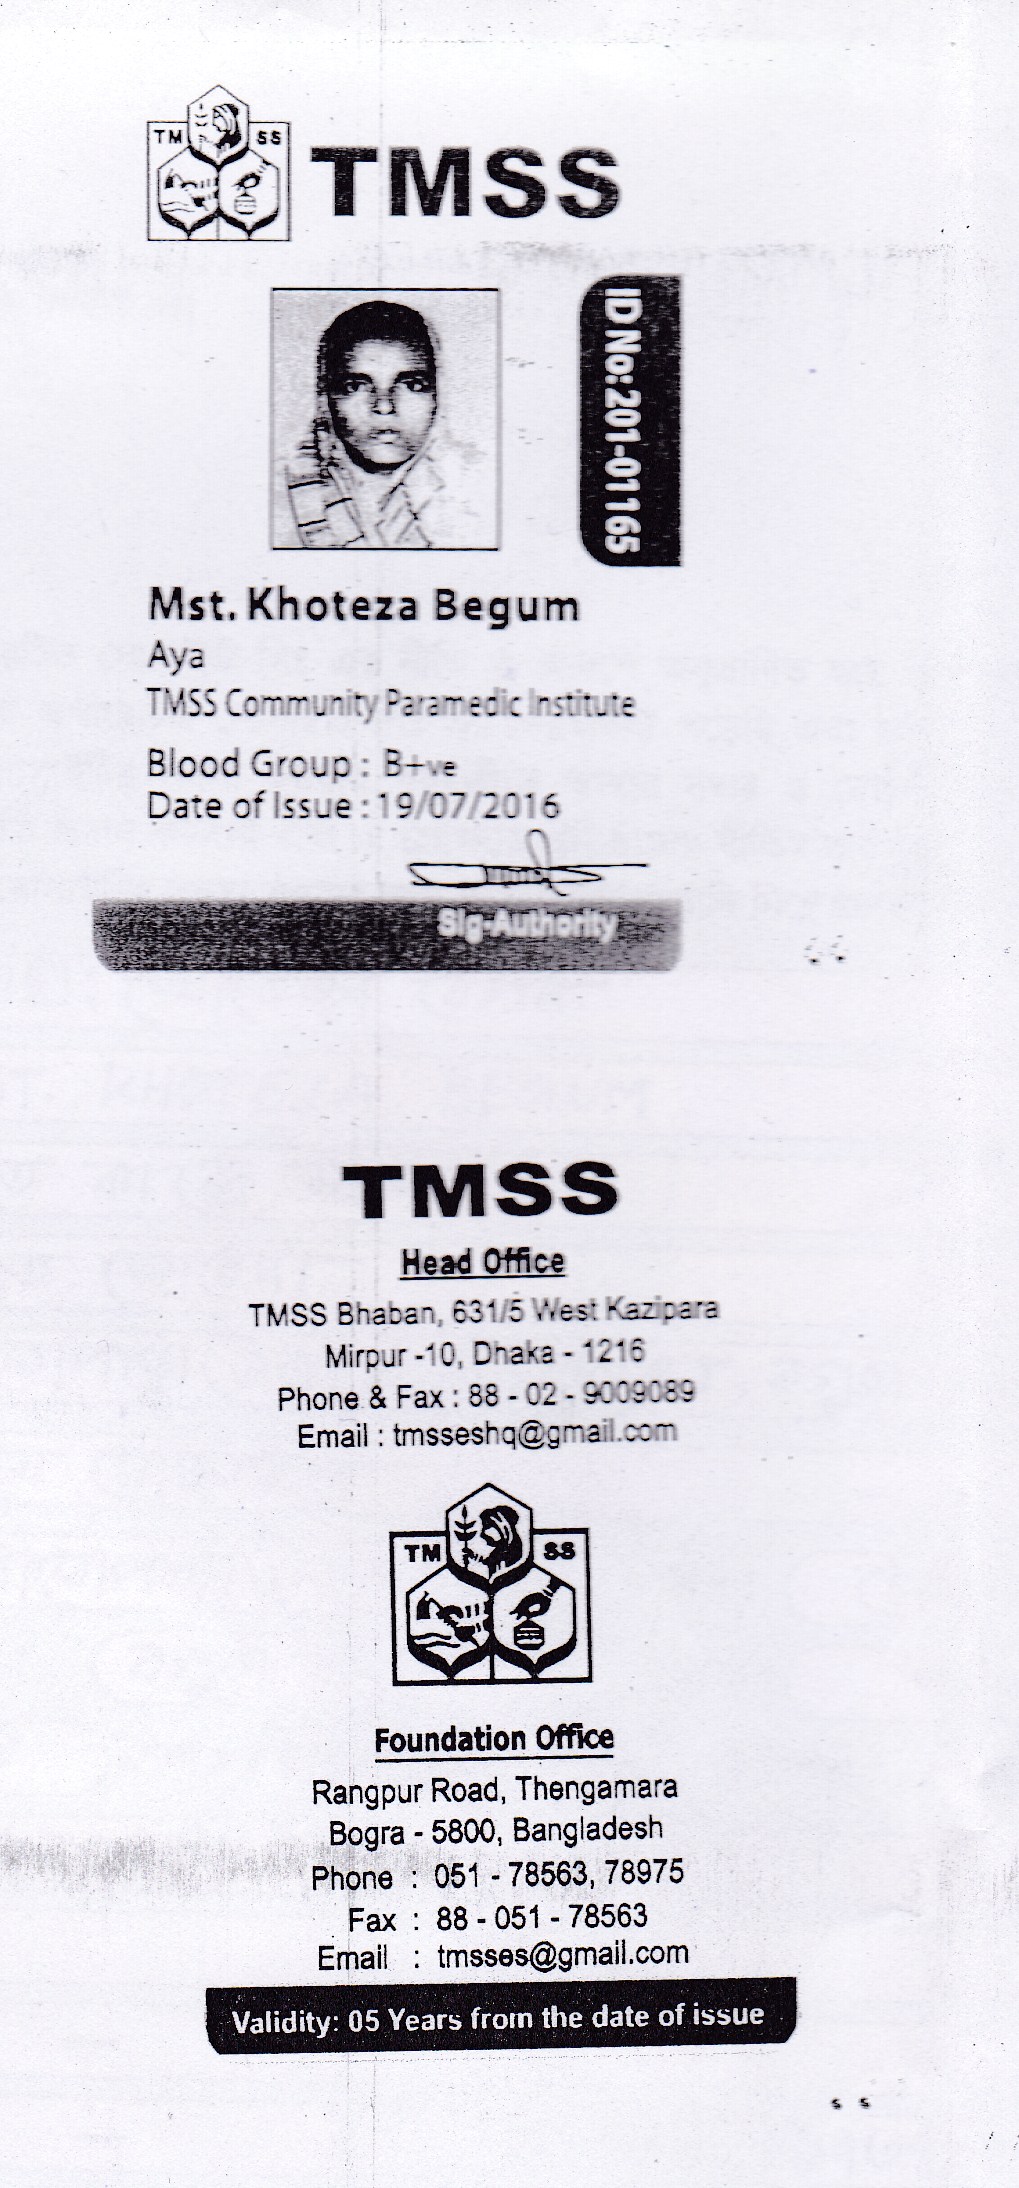 TM SS
TMSS
ID No:201-01165
Mst. Khoteza Begum
Aya
TMSS Community Paramedic Institute
Blood Group : B+ve
Date of Issue : 19/07/2016
Sig-Authority
TMSS
Head Office
TMSS Bhaban, 631/5 West Kazipara
Mirpur -10, Dhaka - 1216
Phone & Fax : 88 - 02 - 9009089
Email : tmsseshq@gmail.com
TM SS
Foundation Office
Rangpur Road, Thengamara
Bogra - 5800, Bangladesh
Phone : 051 - 78563, 78975
Fax : 88 - 051 - 78563
Email : tmsses@gmail.com
Validity: 05 Years from the date of issue